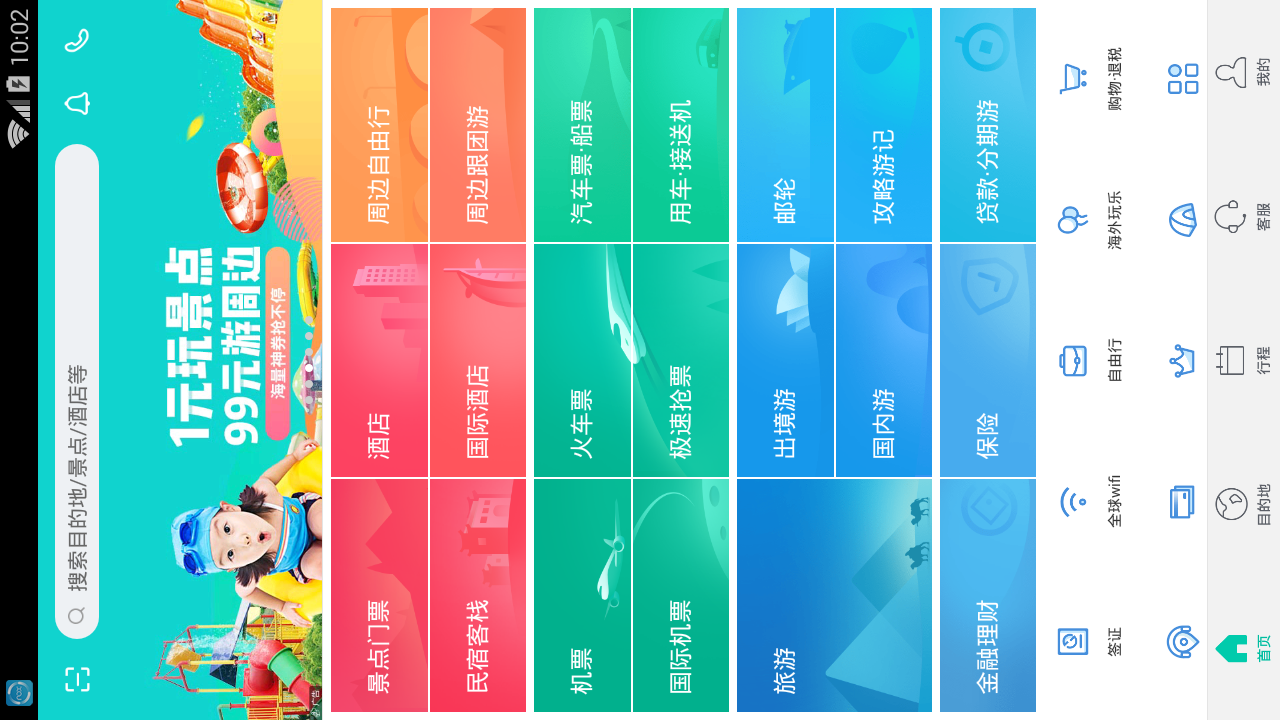 10:02
搜索目的地/景点/酒店等
1元玩景点
99元游周边
海量神券抢不停
广告
景点门票
酒店
周边自由行
民宿客栈
国际酒店
周边跟团游
机票
火车票
汽车票·船票
国际机票
极速抢票
用车·接送机
旅游
出境游
邮轮
国内游
攻略游记
金融理财
保险
贷款·分期游
签证
全球wifi
自由行
海外玩乐
购物·退税
首页
目的地
行程
客服
我的